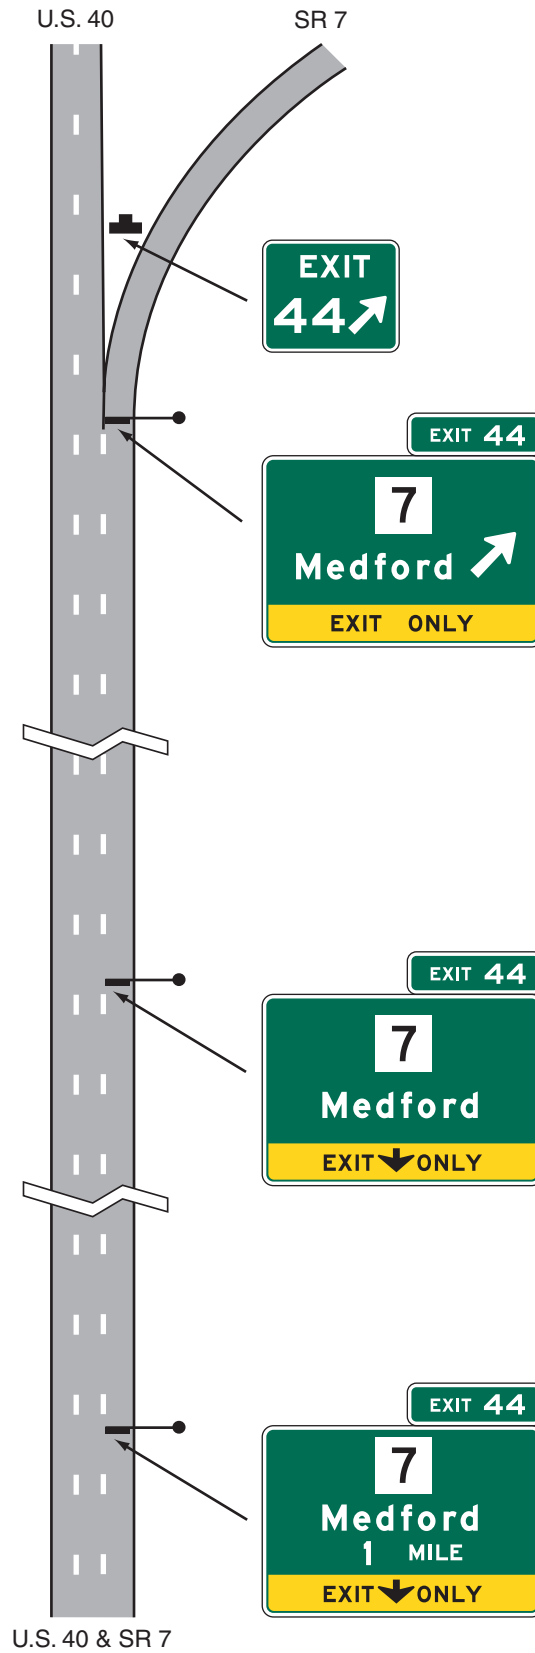 U.S. 40
SR 7
EXIT
44
EXIT 44
7
Medford
EXIT ONLY
EXIT 44
7
Medford
EXIT ONLY
EXIT 44
7
Medford
1 MILE
EXIT ONLY
U.S. 40 & SR 7